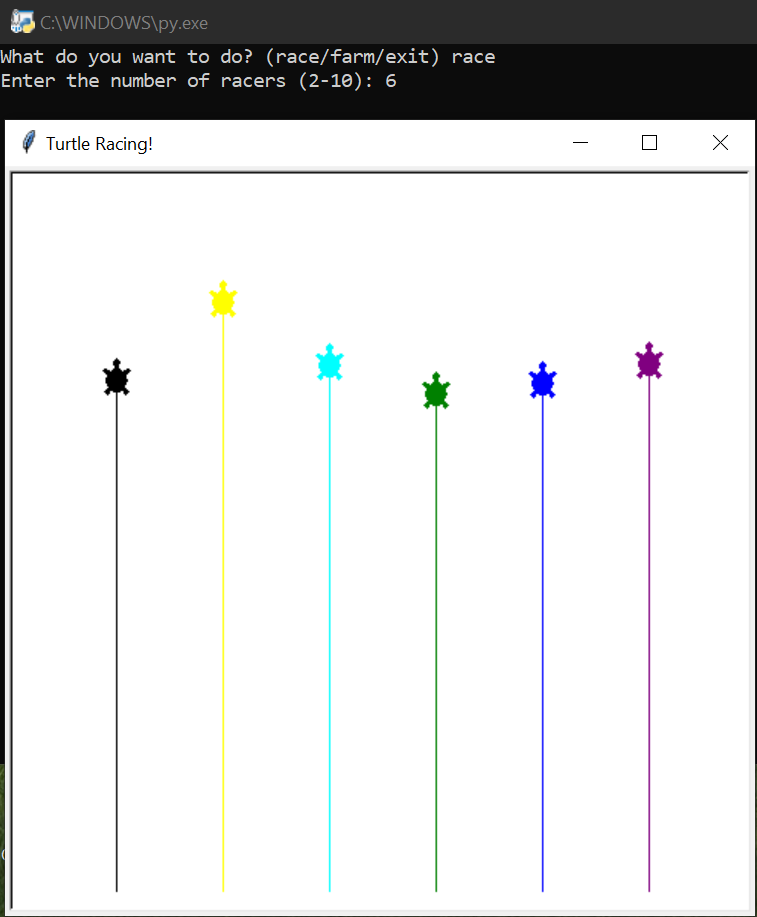 C:\WINDOWS\py.exe
What do you want to do? (race/farm/exit) race
Enter the number of racers (2-10): 6
Turtle Racing!